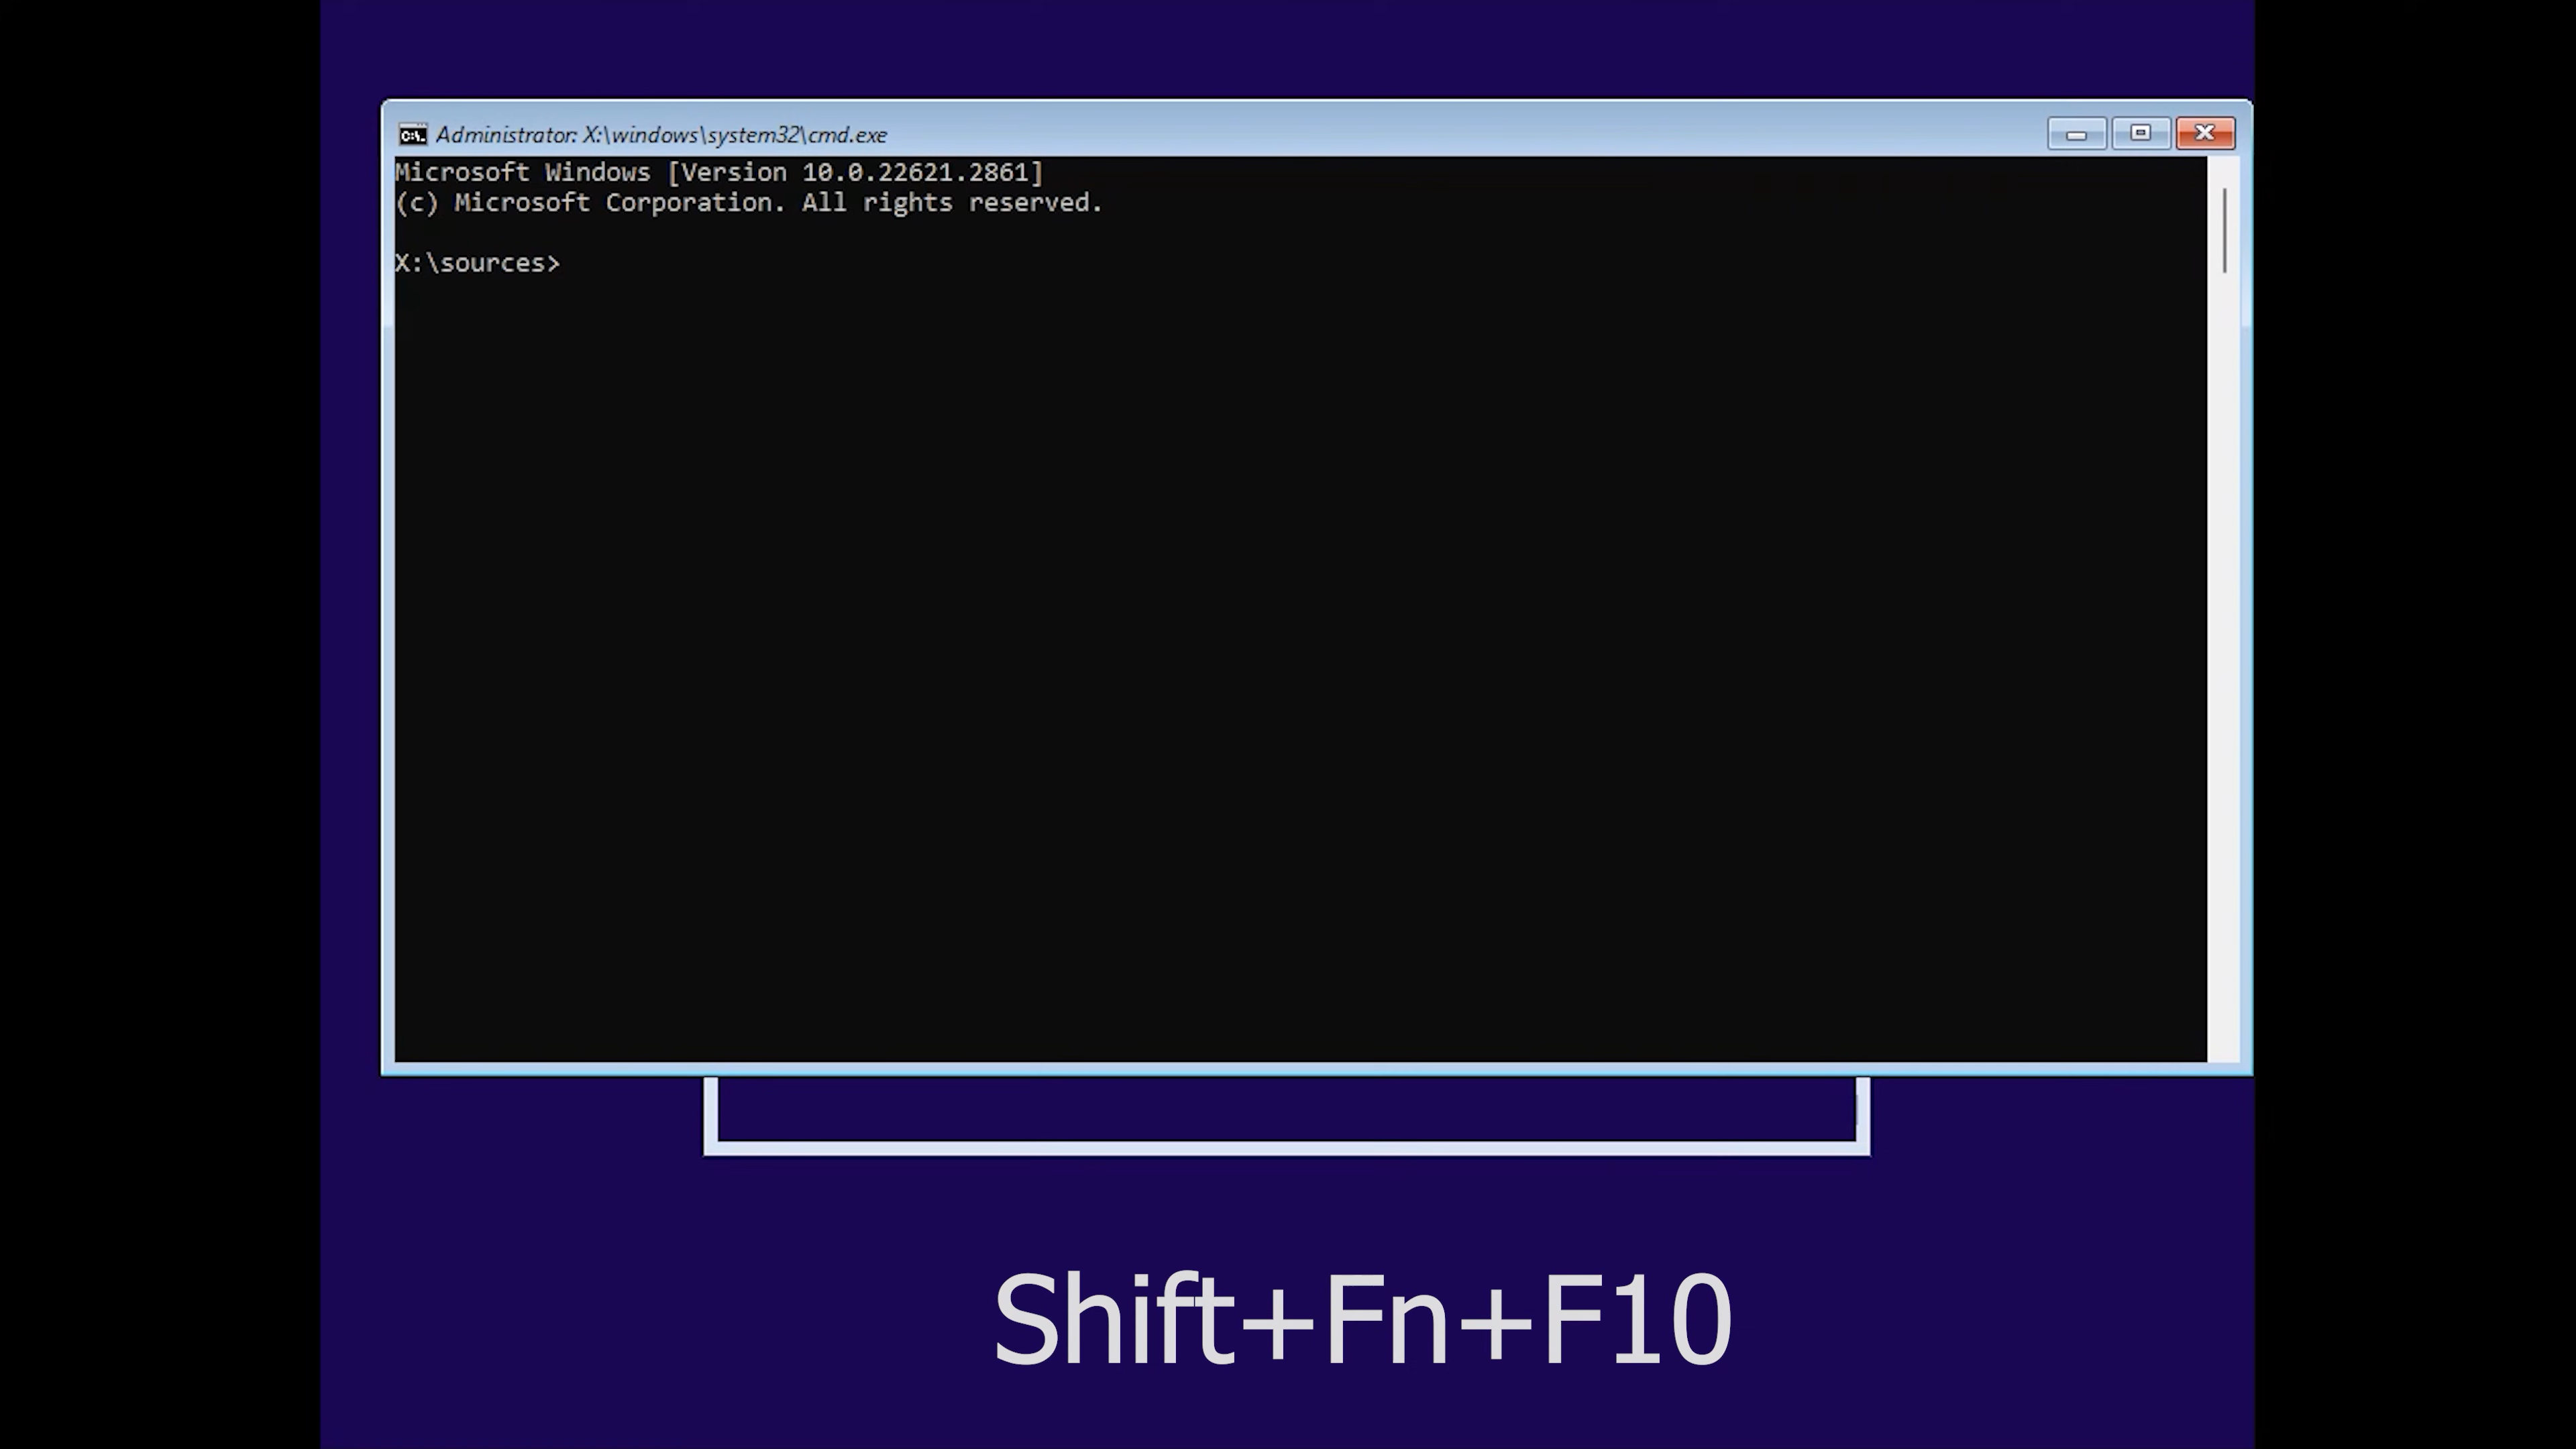 Administrator: X:\windows\system32\cmd.exe
Microsoft Windows [Version 10.0.22621.2861]
(c) Microsoft Corporation. All rights reserved.
X:\sources>
Shift+Fn+F10